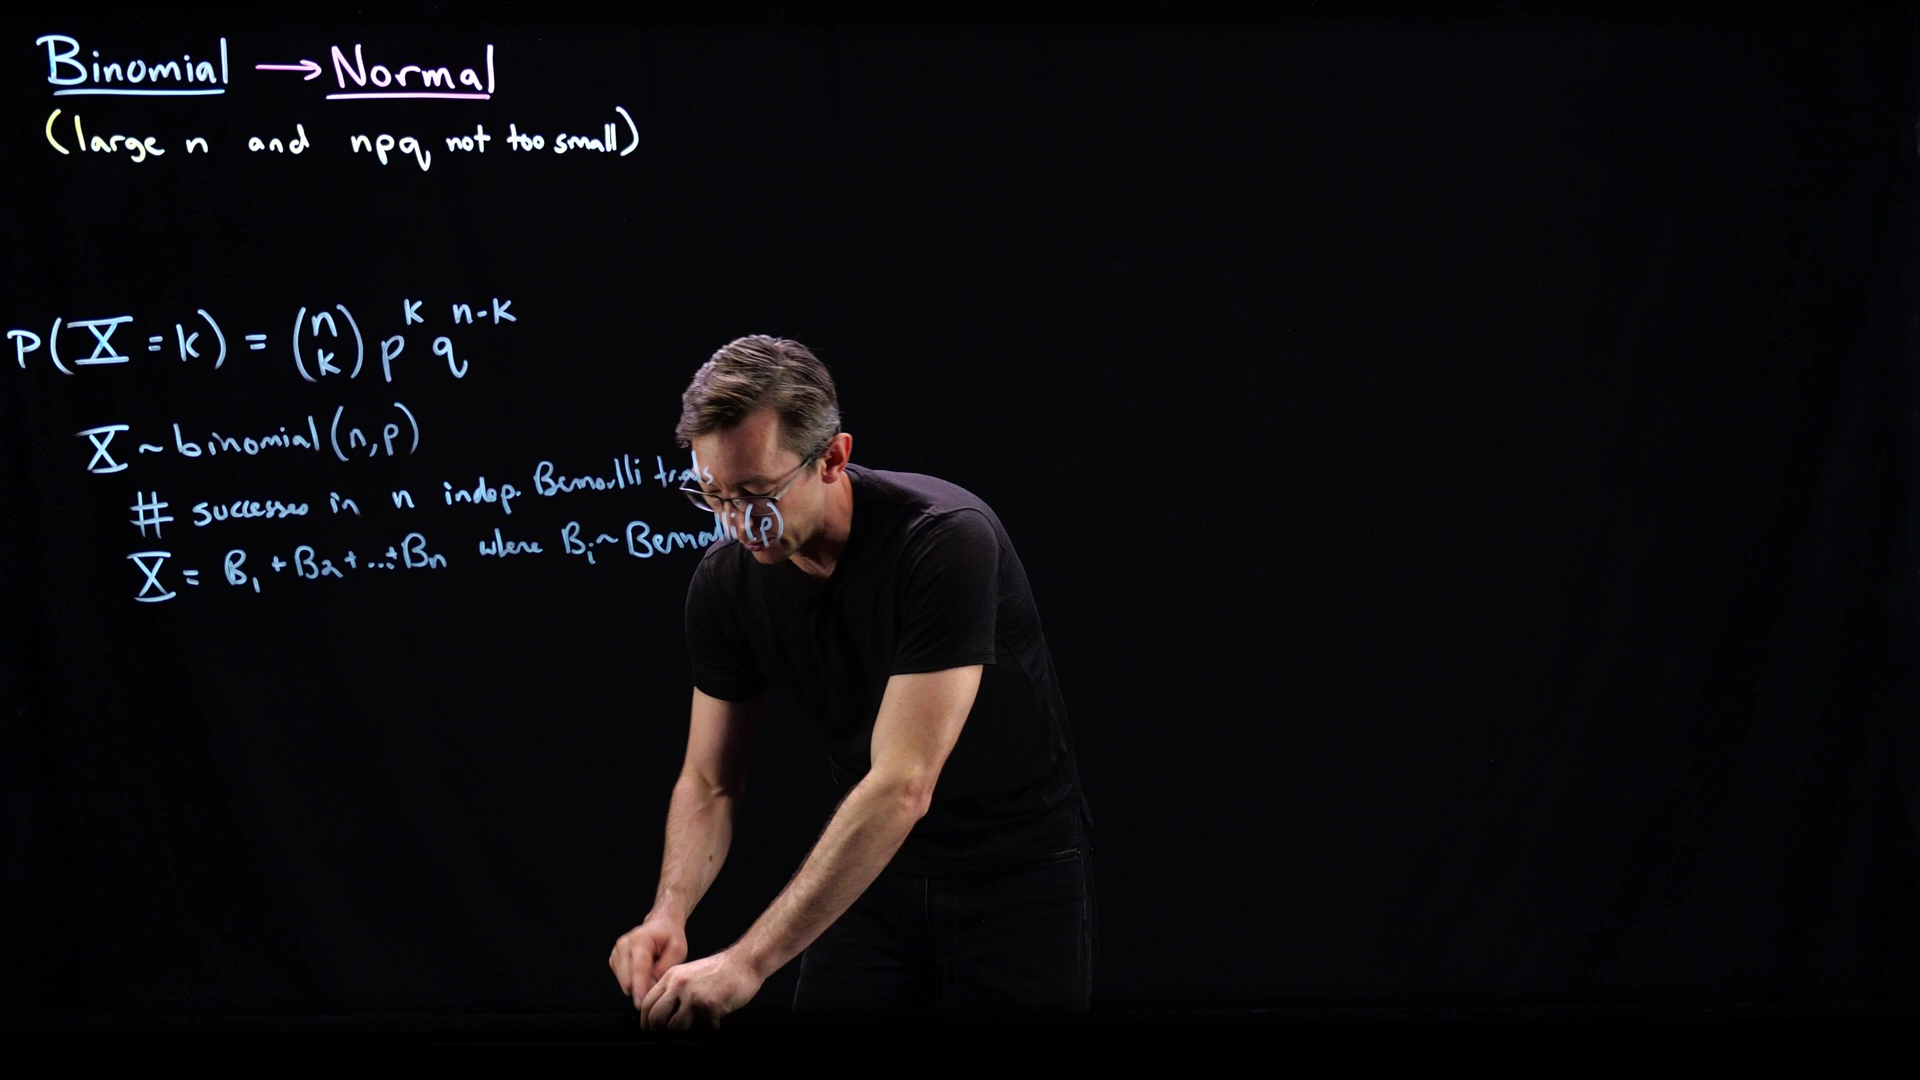 Binomial → Normal
(large n and npq not too small)
P(X = k) = (n k) p^k q^n-k
X ~ binomial(n,p)
# successes in n indep. Bernoulli trials
X = B₁ + B₂ + ... + Bn where Bᵢ ~ Bernoulli(p)